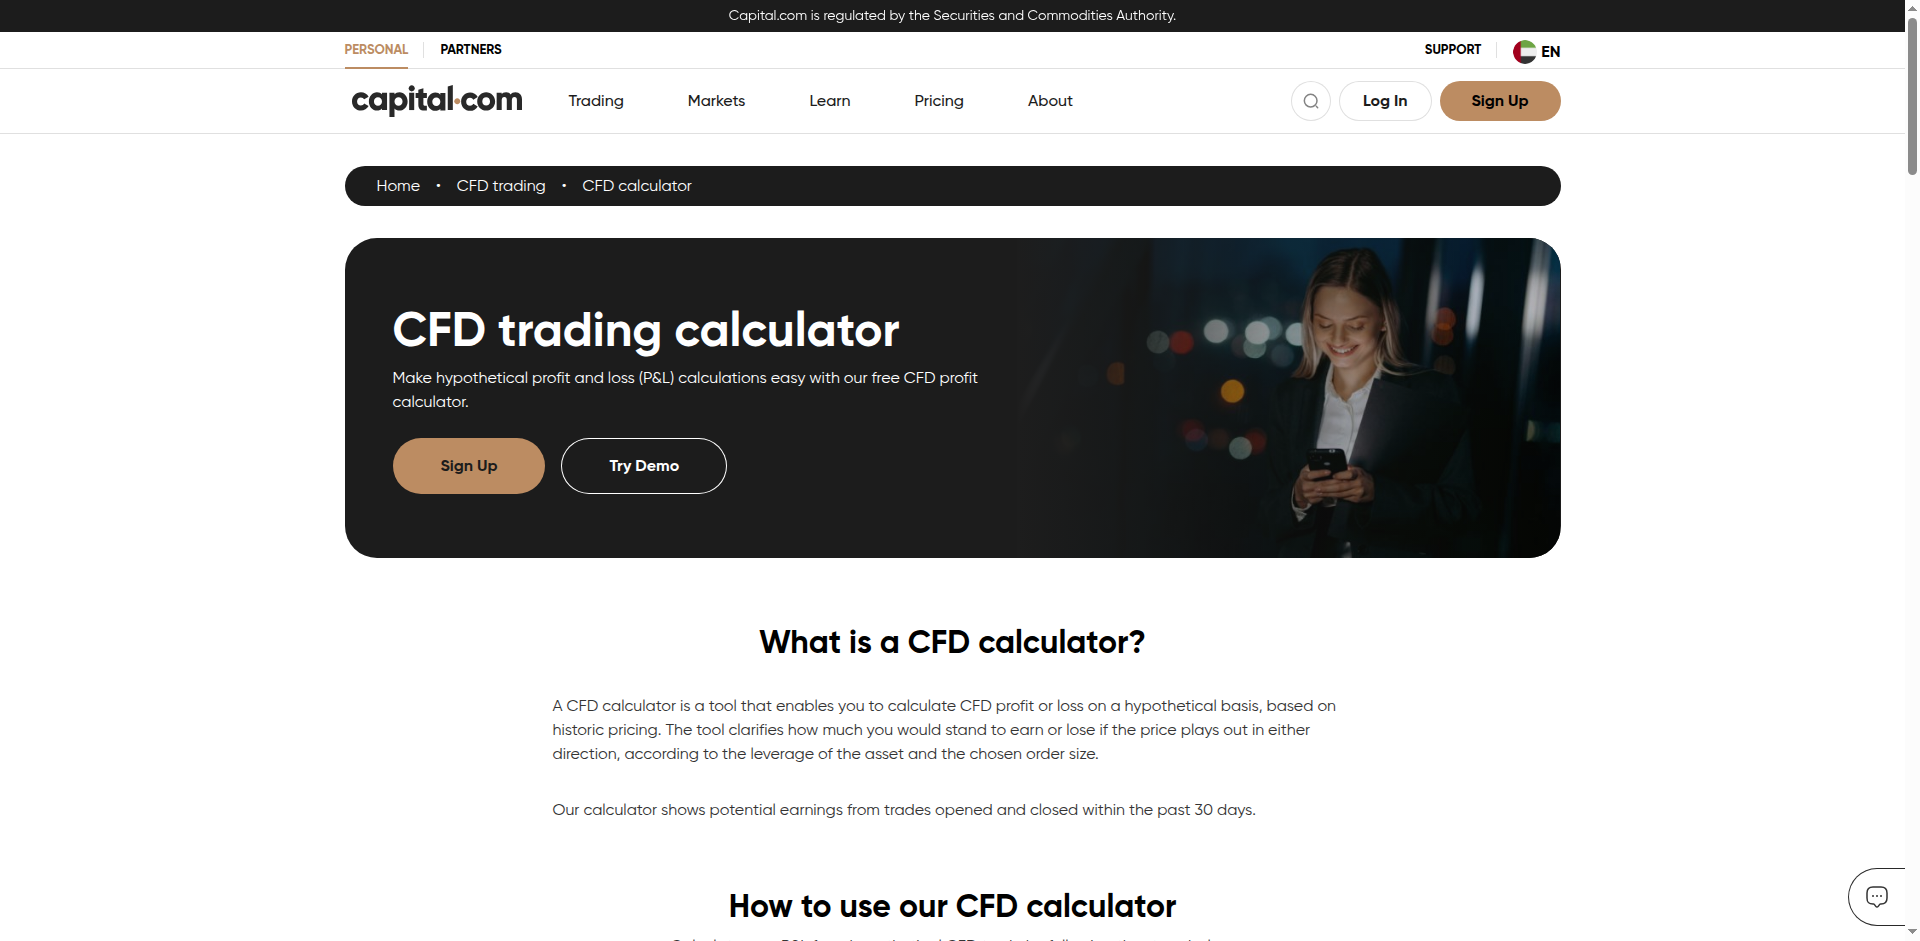 Capital.com is regulated by the Securities and Commodities Authority.
PERSONAL
PARTNERS
SUPPORT
EN
capital.com
Trading
Markets
Learn
Pricing
About
Log In
Sign Up
Home • CFD trading • CFD calculator
CFD trading calculator
Make hypothetical profit and loss (P&L) calculations easy with our free CFD profit
calculator.
Sign Up
Try Demo
What is a CFD calculator?
A CFD calculator is a tool that enables you to calculate CFD profit or loss on a hypothetical basis, based on
historic pricing. The tool clarifies how much you would stand to earn or lose if the price plays out in either
direction, according to the leverage of the asset and the chosen order size.
Our calculator shows potential earnings from trades opened and closed within the past 30 days.
How to use our CFD calculator